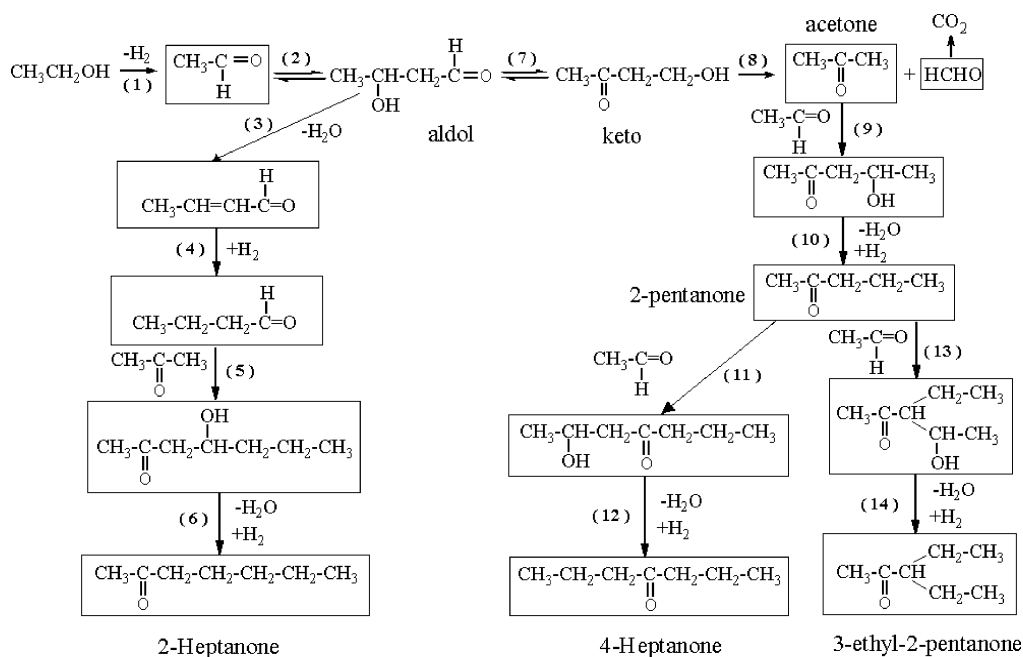 acetone
CO2
CH3CH2OH
-H2
(1)
CH3-C=O
H
(2)
H
CH3-CH-CH2-C=O
OH
aldol
(7)
CH3-C-CH2-CH2-OH
O
keto
(8)
CH3-C-CH3
O
+
HCHO
(3)
-H2O
CH3-C=O
H
(9)
H
CH3-CH=CH-C=O
CH3-C-CH2-CH-CH3
O
OH
(4)
+H2
(10)
-H2O
+H2
H
CH3-CH2-CH2-C=O
2-pentanone
CH3-C-CH2-CH2-CH3
O
CH3-C-CH3
O
(5)
CH3-C=O
H
(11)
CH3-C=O
H
(13)
OH
CH3-C-CH2-CH-CH2-CH2-CH3
O
CH3-CH-CH2-C-CH2-CH2-CH3
OH
O
CH2-CH3
CH3-C-CH
O
CH-CH3
OH
(6)
-H2O
+H2
(12)
-H2O
+H2
(14)
-H2O
+H2
CH3-C-CH2-CH2-CH2-CH2-CH3
O
CH3-CH2-CH2-C-CH2-CH2-CH3
O
CH2-CH3
CH3-C-CH
O
CH2-CH3
2-Heptanone
4-Heptanone
3-ethyl-2-pentanone